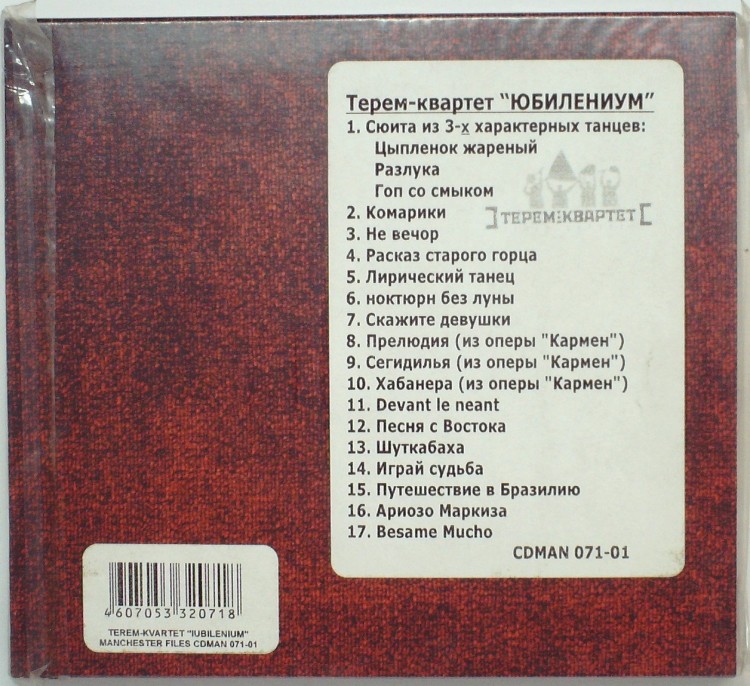 Терем-квартет "ЮБИЛЕНИУМ"
1. Сюита из 3-х характерных танцев:
Цыпленок жареный
Разлука
Гоп со смыком
ТЕРЕМ-КВАРТЕТ
2. Комарики
3. Не вечор
4. Расказ старого горца
5. Лирический танец
6. ноктюрн без луны
7. Скажите девушки
8. Прелюдия (из оперы "Кармен")
9. Сегидилья (из оперы "Кармен")
10. Хабанера (из оперы "Кармен")
11. Devant le neant
12. Песня с Востока
13. Шуткабаха
14. Играй судьба
15. Путешествие в Бразилию
16. Ариозо Маркиза
17. Besame Mucho
CDMAN 071-01
4607053320718
TEREM-KVARTET "IUBILENIUM"
MANCHESTER FILES CDMAN 071-01